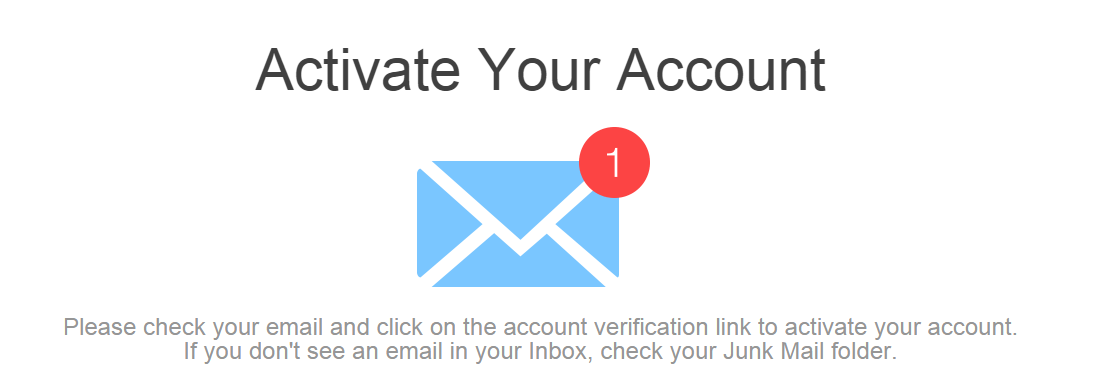 Activate Your Account
1
Please check your email and click on the account verification link to activate your account.
If you don't see an email in your Inbox, check your Junk Mail folder.